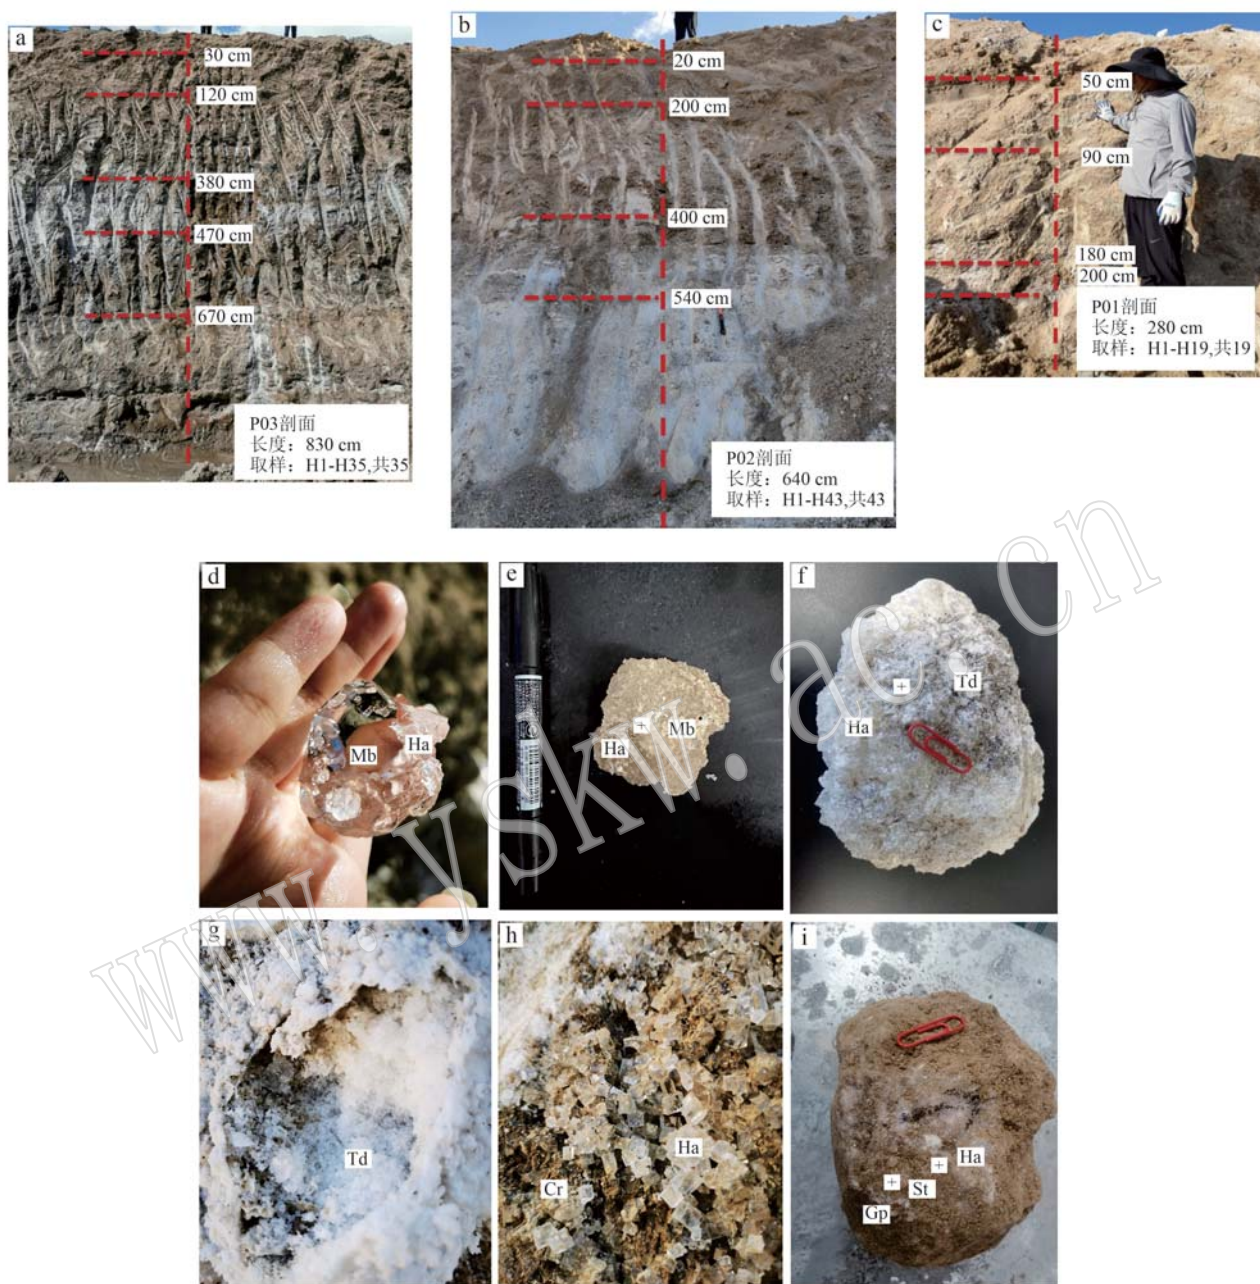 a
30 cm
120 cm
380 cm
470 cm
670 cm
P03剖面
长度：830 cm
取样：H1-H35,共35
b
20 cm
200 cm
400 cm
540 cm
P02剖面
长度：640 cm
取样：H1-H43,共43
c
50 cm
90 cm
180 cm
200 cm
P01剖面
长度：280 cm
取样：H1-H19,共19
d
Mb
Ha
e
+
Ha
Mb
f
+
Td
Ha
g
Td
h
Ha
Cr
i
+
Ha
+
St
Gp
www.yskw.ac.cn